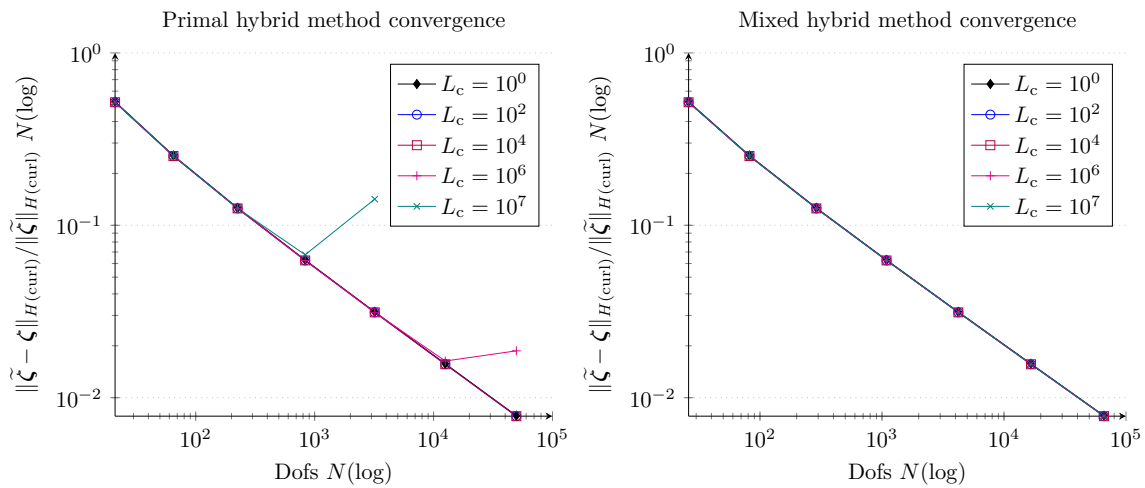 Primal hybrid method convergence
10^0
10^{-1}
10^{-2}
‖ζ̃ − ζ‖_{H(curl)}/‖ζ̃‖_{H(curl)} N(log)
L_c = 10^0
L_c = 10^2
L_c = 10^4
L_c = 10^6
L_c = 10^7
10^2
10^3
10^4
10^5
Dofs N(log)
Mixed hybrid method convergence
10^0
10^{-1}
10^{-2}
‖ζ̃ − ζ‖_{H(curl)}/‖ζ̃‖_{H(curl)} N(log)
L_c = 10^0
L_c = 10^2
L_c = 10^4
L_c = 10^6
L_c = 10^7
10^2
10^3
10^4
10^5
Dofs N(log)